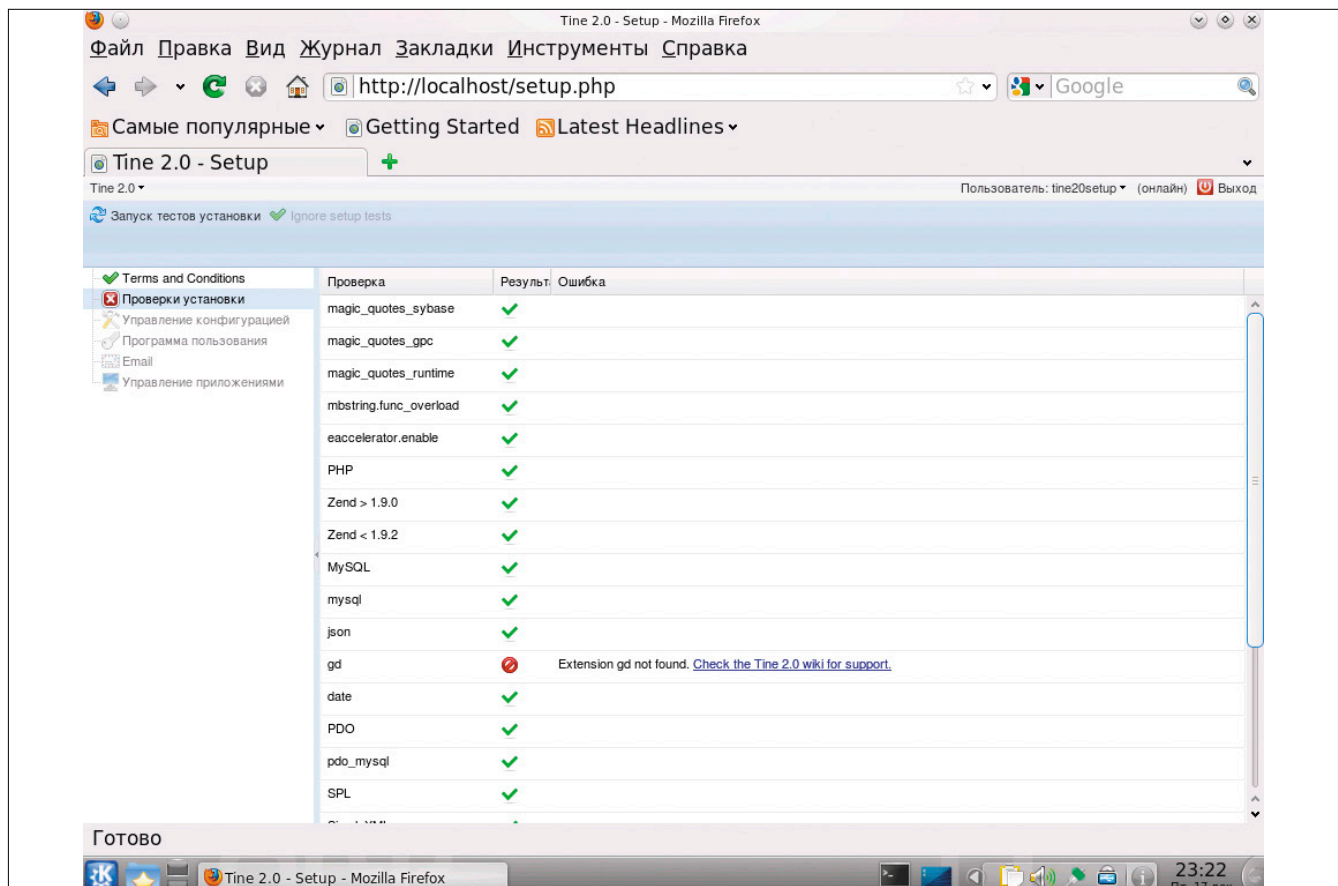 Tine 2.0 - Setup - Mozilla Firefox
Файл Правка Вид Журнал Закладки Инструменты Справка
http://localhost/setup.php Google
Самые популярные Getting Started Latest Headlines
Tine 2.0 - Setup
Tine 2.0 Пользователь: tine20setup (онлайн) Выход
Запуск тестов установки Ignore setup tests
Terms and Conditions
Проверки установки
Управление конфигурацией
Программа пользования
Email
Управление приложениями
Проверка Результ Ошибка
magic_quotes_sybase
magic_quotes_gpc
magic_quotes_runtime
mbstring.func_overload
eaccelerator.enable
PHP
Zend > 1.9.0
Zend < 1.9.2
MySQL
mysql
json
gd Extension gd not found. Check the Tine 2.0 wiki for support.
date
PDO
pdo_mysql
SPL
Готово
Tine 2.0 - Setup - Mozilla Firefox 23:22